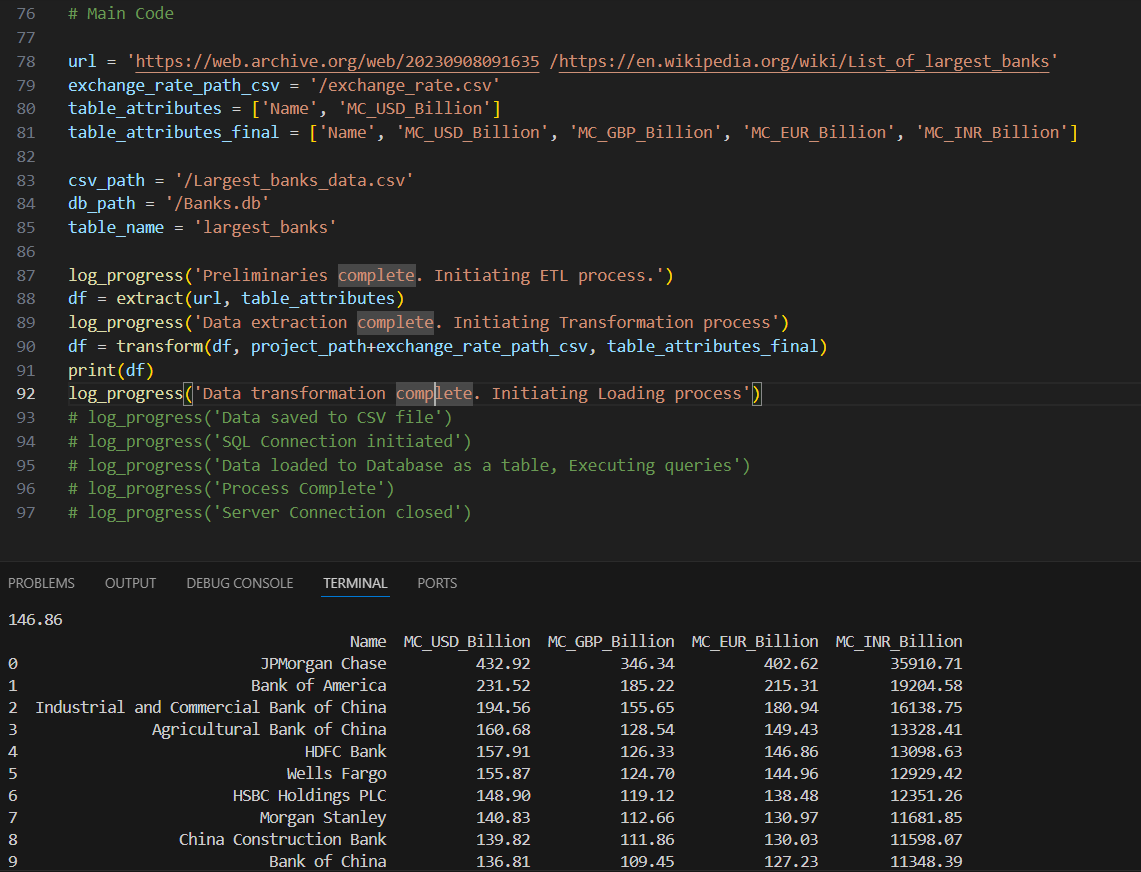 76 # Main Code
77
78 url = 'https://web.archive.org/web/20230908091635 /https://en.wikipedia.org/wiki/List_of_largest_banks'
79 exchange_rate_path_csv = '/exchange_rate.csv'
80 table_attributes = ['Name', 'MC_USD_Billion']
81 table_attributes_final = ['Name', 'MC_USD_Billion', 'MC_GBP_Billion', 'MC_EUR_Billion', 'MC_INR_Billion']
82
83 csv_path = '/Largest_banks_data.csv'
84 db_path = '/Banks.db'
85 table_name = 'largest_banks'
86
87 log_progress('Preliminaries complete. Initiating ETL process.')
88 df = extract(url, table_attributes)
89 log_progress('Data extraction complete. Initiating Transformation process')
90 df = transform(df, project_path+exchange_rate_path_csv, table_attributes_final)
91 print(df)
92 log_progress('Data transformation complete. Initiating Loading process')
93 # log_progress('Data saved to CSV file')
94 # log_progress('SQL Connection initiated')
95 # log_progress('Data loaded to Database as a table, Executing queries')
96 # log_progress('Process Complete')
97 # log_progress('Server Connection closed')
PROBLEMS OUTPUT DEBUG CONSOLE TERMINAL PORTS
146.86
Name MC_USD_Billion MC_GBP_Billion MC_EUR_Billion MC_INR_Billion
0 JPMorgan Chase 432.92 346.34 402.62 35910.71
1 Bank of America 231.52 185.22 215.31 19204.58
2 Industrial and Commercial Bank of China 194.56 155.65 180.94 16138.75
3 Agricultural Bank of China 160.68 128.54 149.43 13328.41
4 HDFC Bank 157.91 126.33 146.86 13098.63
5 Wells Fargo 155.87 124.70 144.96 12929.42
6 HSBC Holdings PLC 148.90 119.12 138.48 12351.26
7 Morgan Stanley 140.83 112.66 130.97 11681.85
8 China Construction Bank 139.82 111.86 130.03 11598.07
9 Bank of China 136.81 109.45 127.23 11348.39